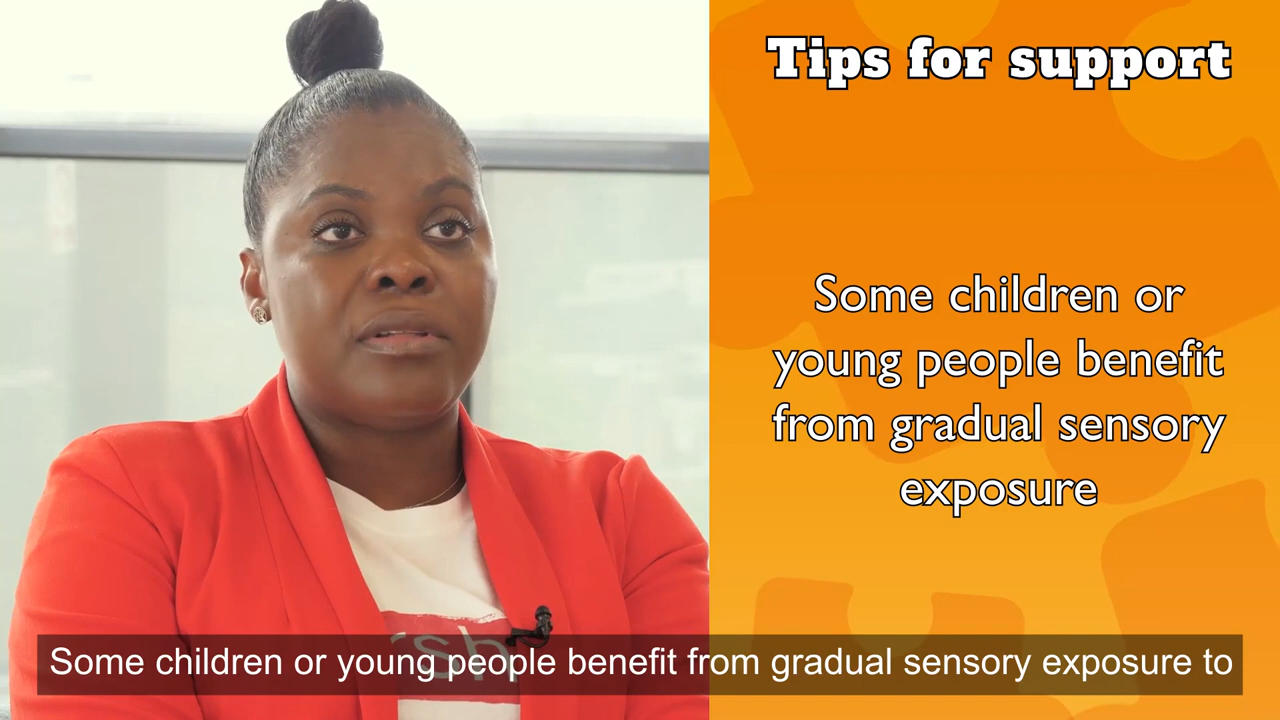 Tips for support
Some children or
young people benefit
from gradual sensory
exposure
Some children or young people benefit from gradual sensory exposure to